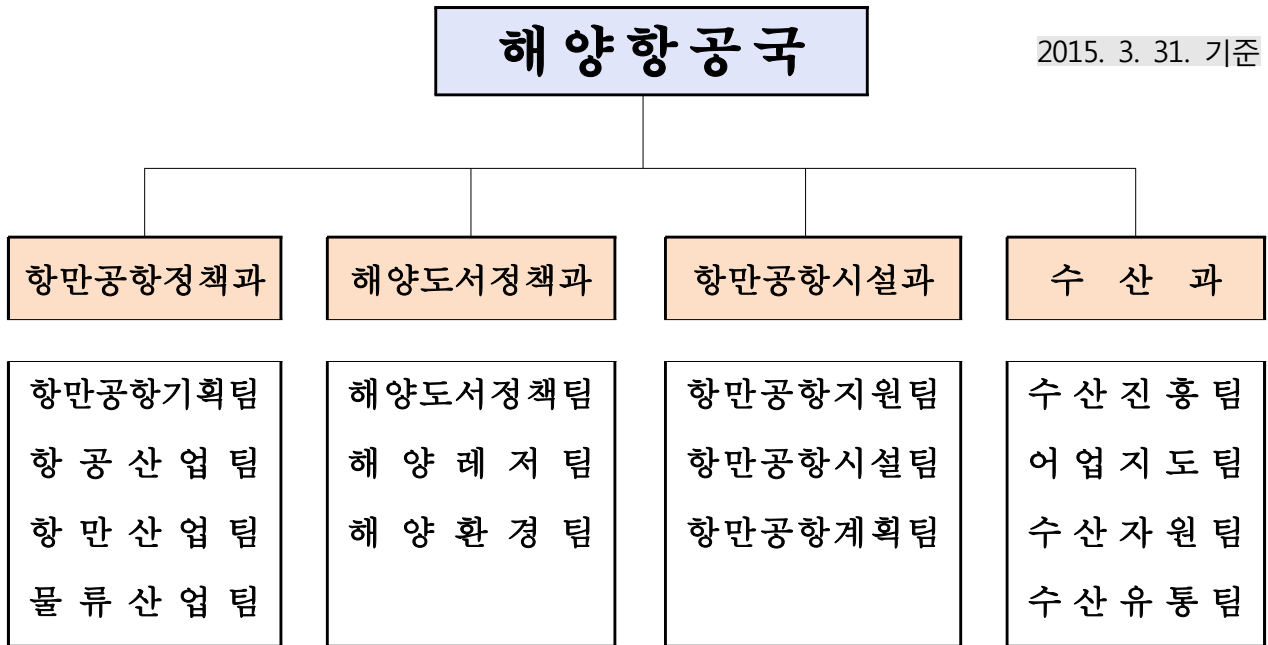 해양항공국
2015. 3. 31. 기준
항만공항정책과
해양도서정책과
항만공항시설과
수 산 과
항만공항기획팀
항 공 산 업 팀
항 만 산 업 팀
물 류 산 업 팀
해양도서정책팀
해 양 레 저 팀
해 양 환 경 팀
항만공항지원팀
항만공항시설팀
항만공항계획팀
수 산 진 흥 팀
어 업 지 도 팀
수 산 자 원 팀
수 산 유 통 팀